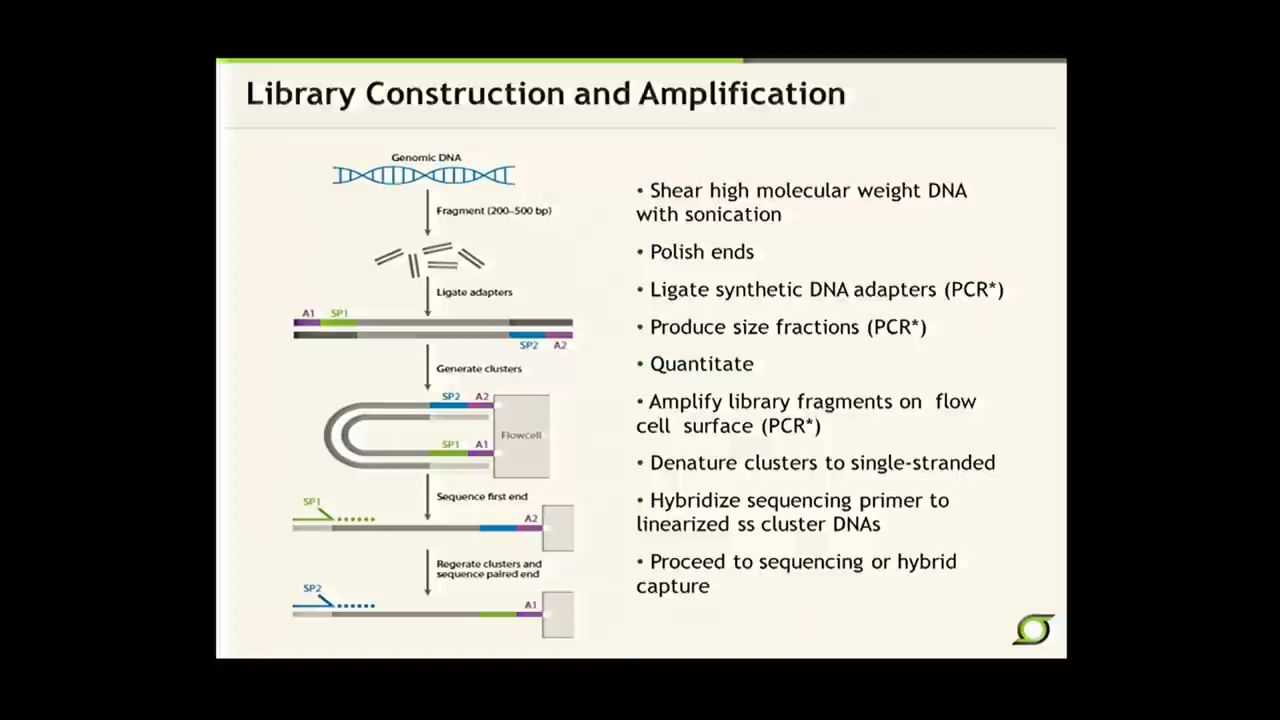 Library Construction and Amplification
Genomic DNA
Fragment (200–500 bp)
Ligate adapters
A1 SP1
SP2 A2
Generate clusters
SP2 A2
Flowcell
SP1 A1
Sequence first end
SP1
A2
Regerate clusters and
sequence paired end
SP2
A1
• Shear high molecular weight DNA
with sonication
• Polish ends
• Ligate synthetic DNA adapters (PCR*)
• Produce size fractions (PCR*)
• Quantitate
• Amplify library fragments on flow
cell surface (PCR*)
• Denature clusters to single-stranded
• Hybridize sequencing primer to
linearized ss cluster DNAs
• Proceed to sequencing or hybrid
capture